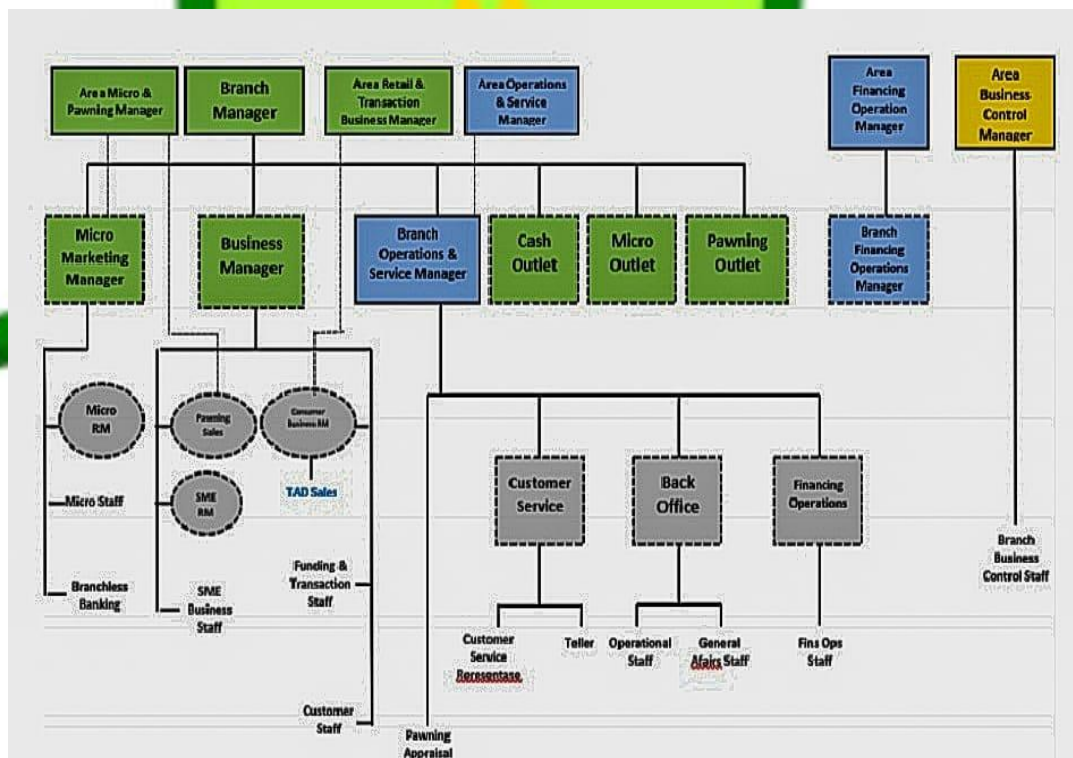 Area Micro &
Pawning Manager
Branch
Manager
Area Retail &
Transaction
Business Manager
Area Operations
& Service
Manager
Area
Financing
Operation
Manager
Area
Business
Control
Manager
Micro
Marketing
Manager
Business
Manager
Branch
Operations &
Service Manager
Cash
Outlet
Micro
Outlet
Pawning
Outlet
Branch
Financing
Operations
Manager
Micro
RM
Pawning
Sales
Consumer
Business RM
Micro Staff
SME
RM
TAD Sales
Customer
Service
Back
Office
Financing
Operations
Branchless
Banking
SME
Business
Staff
Funding &
Transaction
Staff
Branch
Business
Control Staff
Customer
Service
Resresentase
Teller
Operational
Staff
General
Afairs Staff
Fins Ops
Staff
Customer
Staff
Pawning
Appraisal